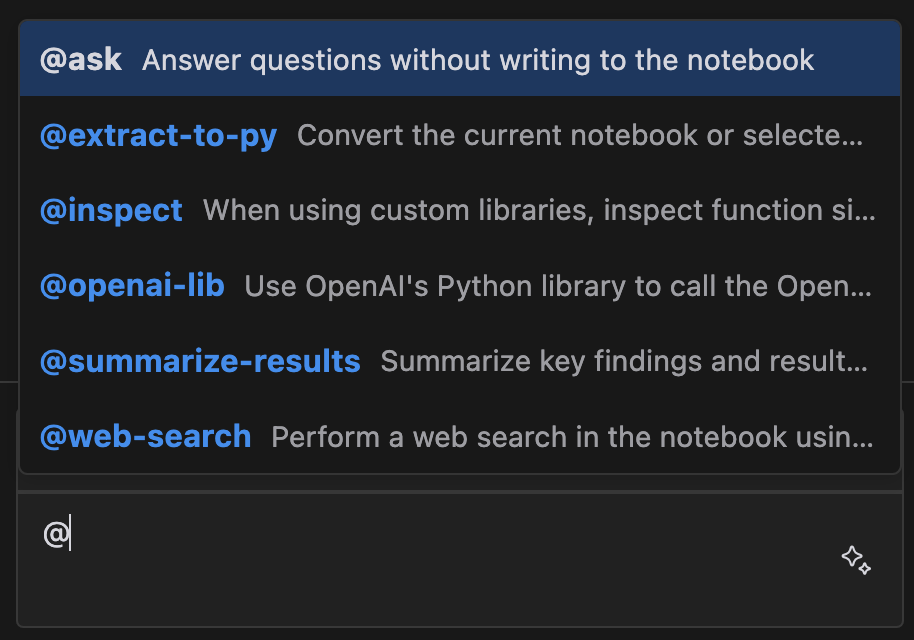 @ask Answer questions without writing to the notebook
@extract-to-py Convert the current notebook or selecte...
@inspect When using custom libraries, inspect function si...
@openai-lib Use OpenAI's Python library to call the Open...
@summarize-results Summarize key findings and result...
@web-search Perform a web search in the notebook usin...
@